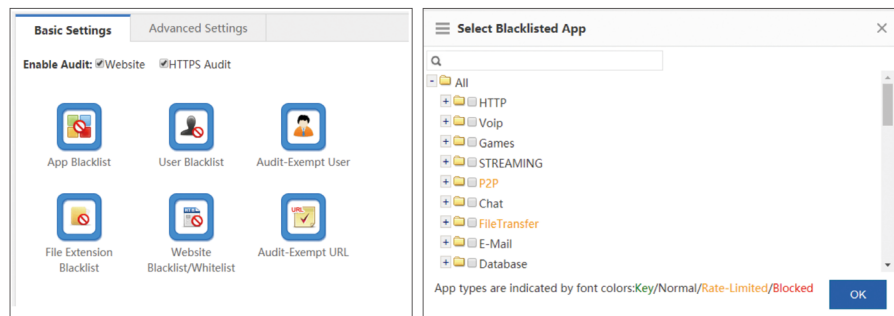 Basic Settings
Advanced Settings
Enable Audit: Website HTTPS Audit
App Blacklist
User Blacklist
Audit-Exempt User
File Extension
Blacklist
Website
Blacklist/Whitelist
URL
Audit-Exempt URL
Select Blacklisted App
All
HTTP
Voip
Games
STREAMING
P2P
Chat
FileTransfer
E-Mail
Database
App types are indicated by font colors:Key/Normal/Rate-Limited/Blocked
OK